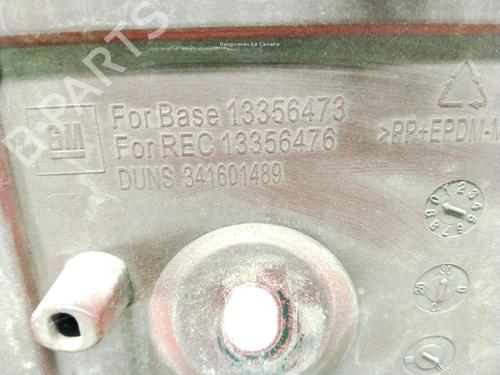 Desguaces La Cabaña
B-PARTS
GM
For Base 13356473
For REC 13356476
DUNS 341601489
>PP+EPDM-